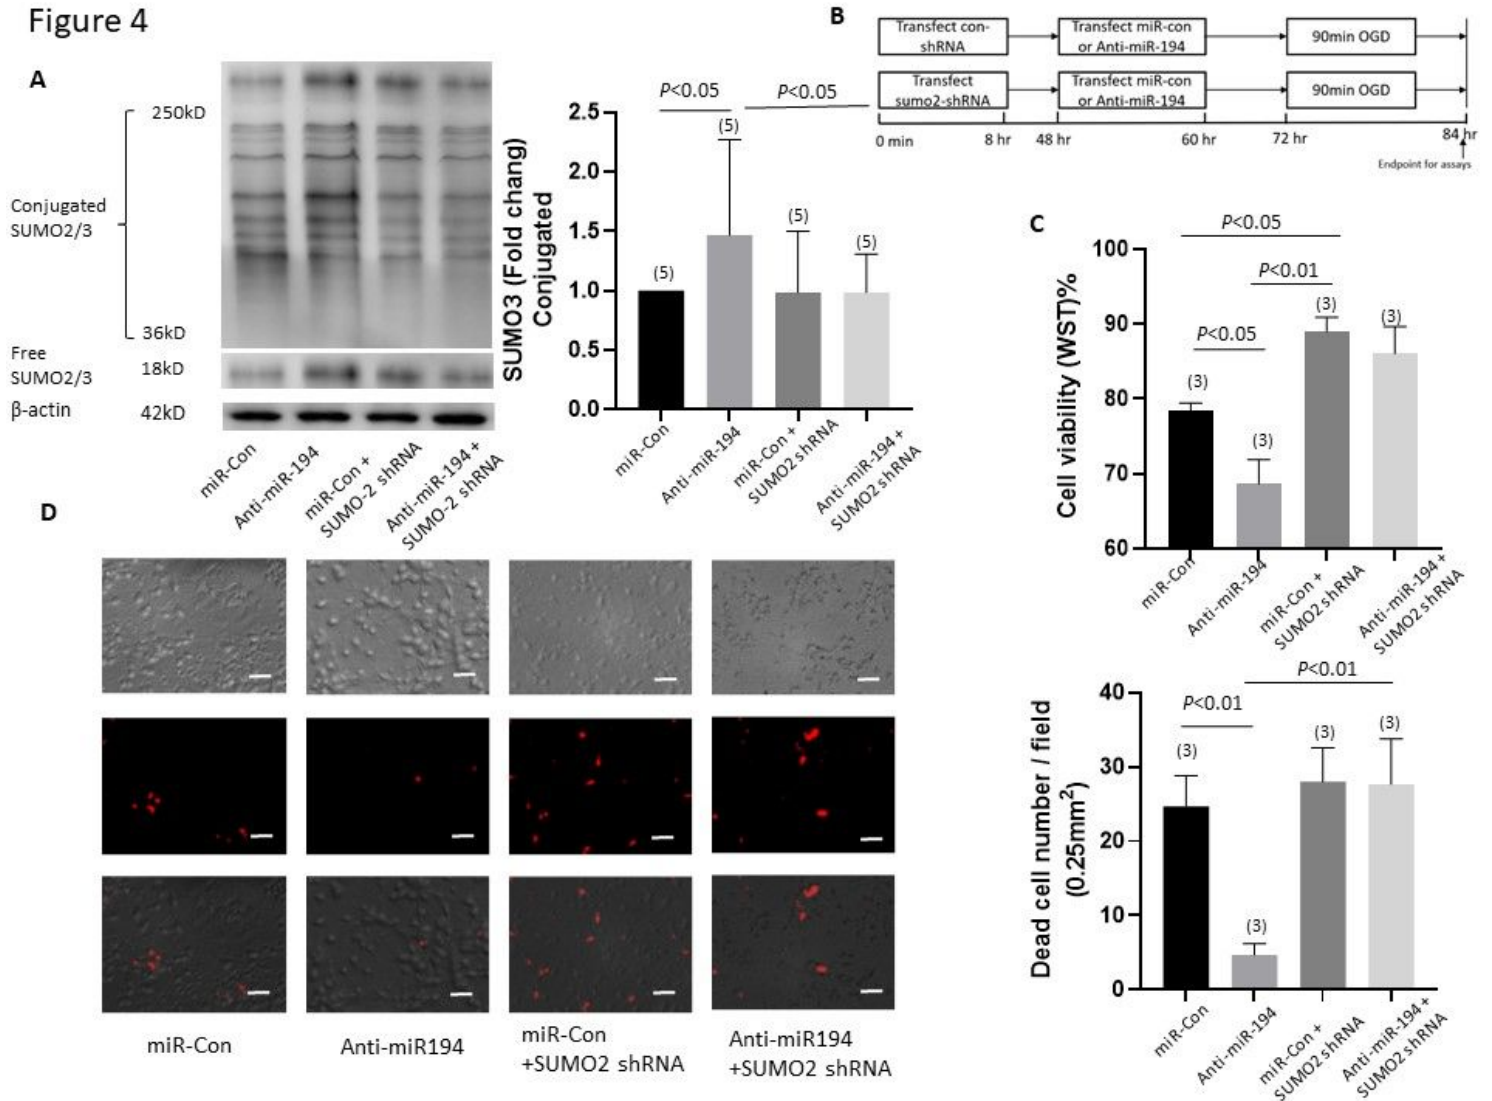 Figure 4
A
250kD
Conjugated
SUMO2/3
36kD
Free
SUMO2/3
18kD
β-actin
42kD
miR-Con
Anti-miR-194
miR-Con +
SUMO-2 shRNA
Anti-miR-194 +
SUMO-2 shRNA
P<0.05
P<0.05
SUMO3 (Fold chang)
Conjugated
2.5
2.0
1.5
1.0
0.5
0.0
(5)
(5)
(5)
(5)
miR-Con
Anti-miR-194
miR-Con +
SUMO2 shRNA
Anti-miR-194 +
SUMO2 shRNA
B
Transfect con-
shRNA
Transfect miR-con
or Anti-miR-194
90min OGD
Transfect
sumo2-shRNA
Transfect miR-con
or Anti-miR-194
90min OGD
0 min
8 hr
48 hr
60 hr
72 hr
84 hr
Endpoint for assays
C
P<0.05
P<0.01
P<0.05
Cell viability (WST)%
100
90
80
70
60
(3)
(3)
(3)
(3)
miR-Con
Anti-miR-194
miR-Con +
SUMO2 shRNA
Anti-miR-194 +
SUMO2 shRNA
P<0.01
P<0.01
Dead cell number / field
(0.25mm²)
40
30
20
10
0
(3)
(3)
(3)
(3)
miR-Con
Anti-miR-194
miR-Con +
SUMO2 shRNA
Anti-miR-194 +
SUMO2 shRNA
D
miR-Con
Anti-miR194
miR-Con
+SUMO2 shRNA
Anti-miR194
+SUMO2 shRNA